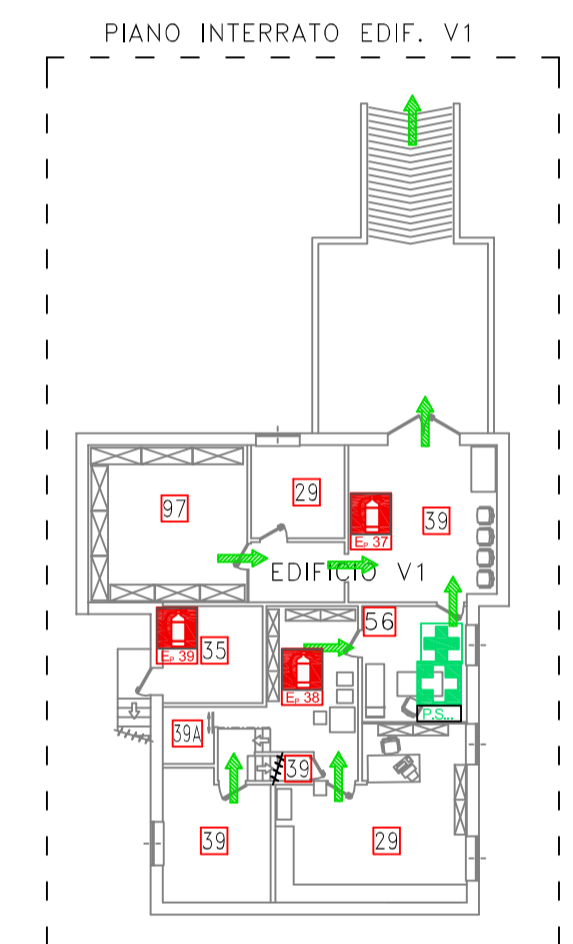 PIANO INTERRATO EDIF. V1
97
29
39
EP 37
EDIFICIO V1
56
35
EP 39
EP 38
P.S...
39A
39
39
29